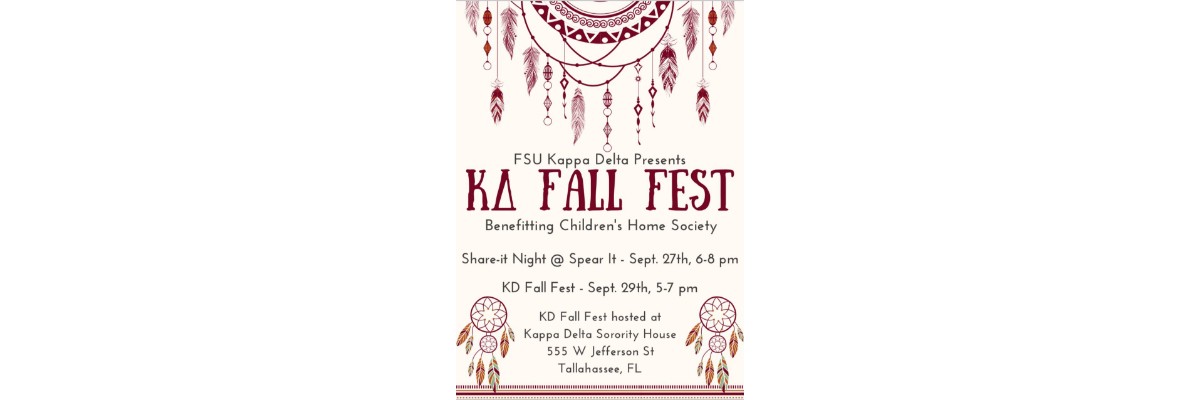 FSU Kappa Delta Presents
KΔ FALL FEST
Benefitting Children's Home Society
Share-it Night @ Spear It - Sept. 27th, 6-8 pm
KD Fall Fest - Sept. 29th, 5-7 pm
KD Fall Fest hosted at
Kappa Delta Sorority House
555 W Jefferson St
Tallahassee, FL